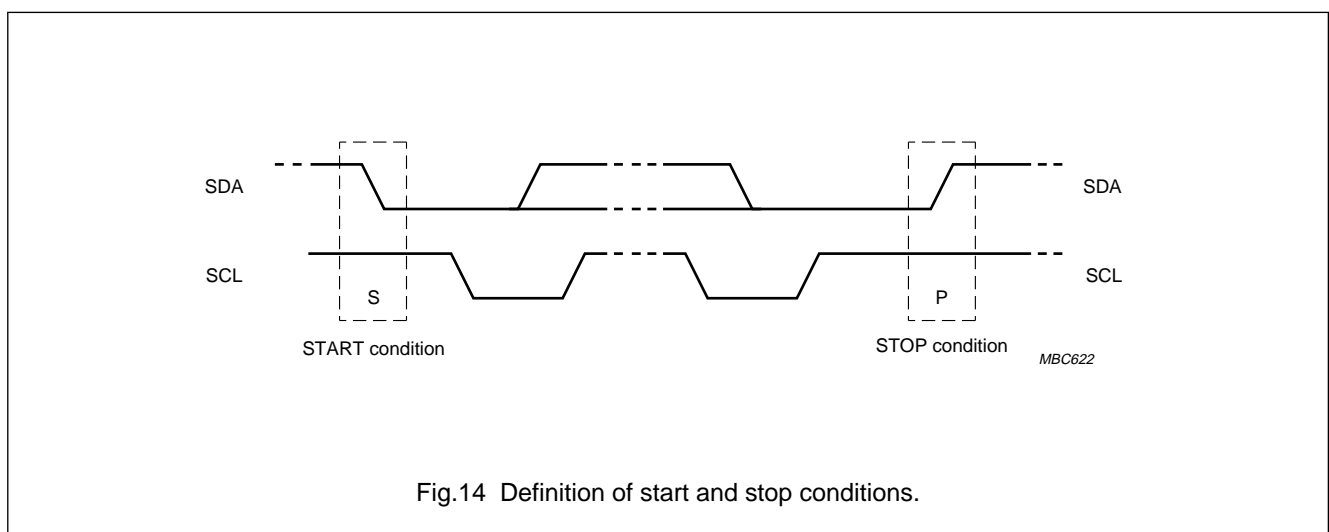 SDA SDA
SCL SCL
S P
START condition STOP condition
MBC622
Fig.14 Definition of start and stop conditions.